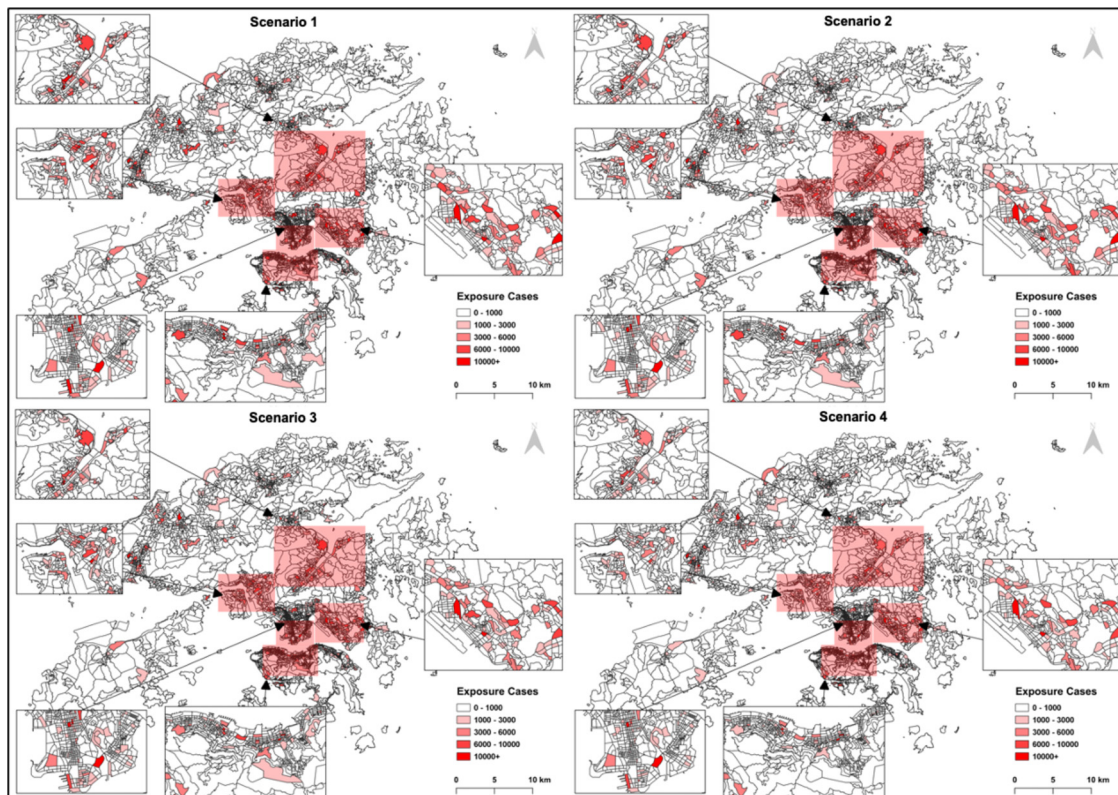 Scenario 1
Exposure Cases
0 - 1000
1000 - 3000
3000 - 6000
6000 - 10000
10000+
0 5 10 km
Scenario 2
Exposure Cases
0 - 1000
1000 - 3000
3000 - 6000
6000 - 10000
10000+
0 5 10 km
Scenario 3
Exposure Cases
0 - 1000
1000 - 3000
3000 - 6000
6000 - 10000
10000+
0 5 10 km
Scenario 4
Exposure Cases
0 - 1000
1000 - 3000
3000 - 6000
6000 - 10000
10000+
0 5 10 km